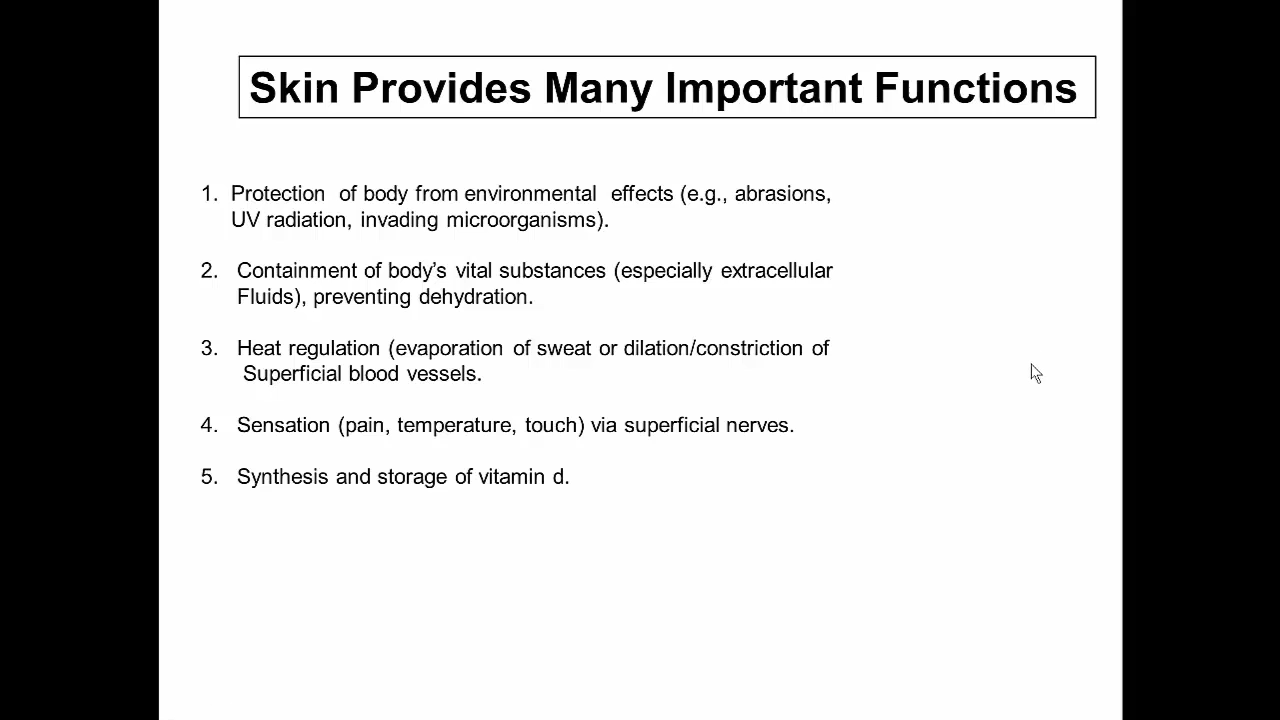 Skin Provides Many Important Functions
1. Protection of body from environmental effects (e.g., abrasions,
UV radiation, invading microorganisms).
2. Containment of body’s vital substances (especially extracellular
Fluids), preventing dehydration.
3. Heat regulation (evaporation of sweat or dilation/constriction of
Superficial blood vessels.
4. Sensation (pain, temperature, touch) via superficial nerves.
5. Synthesis and storage of vitamin d.